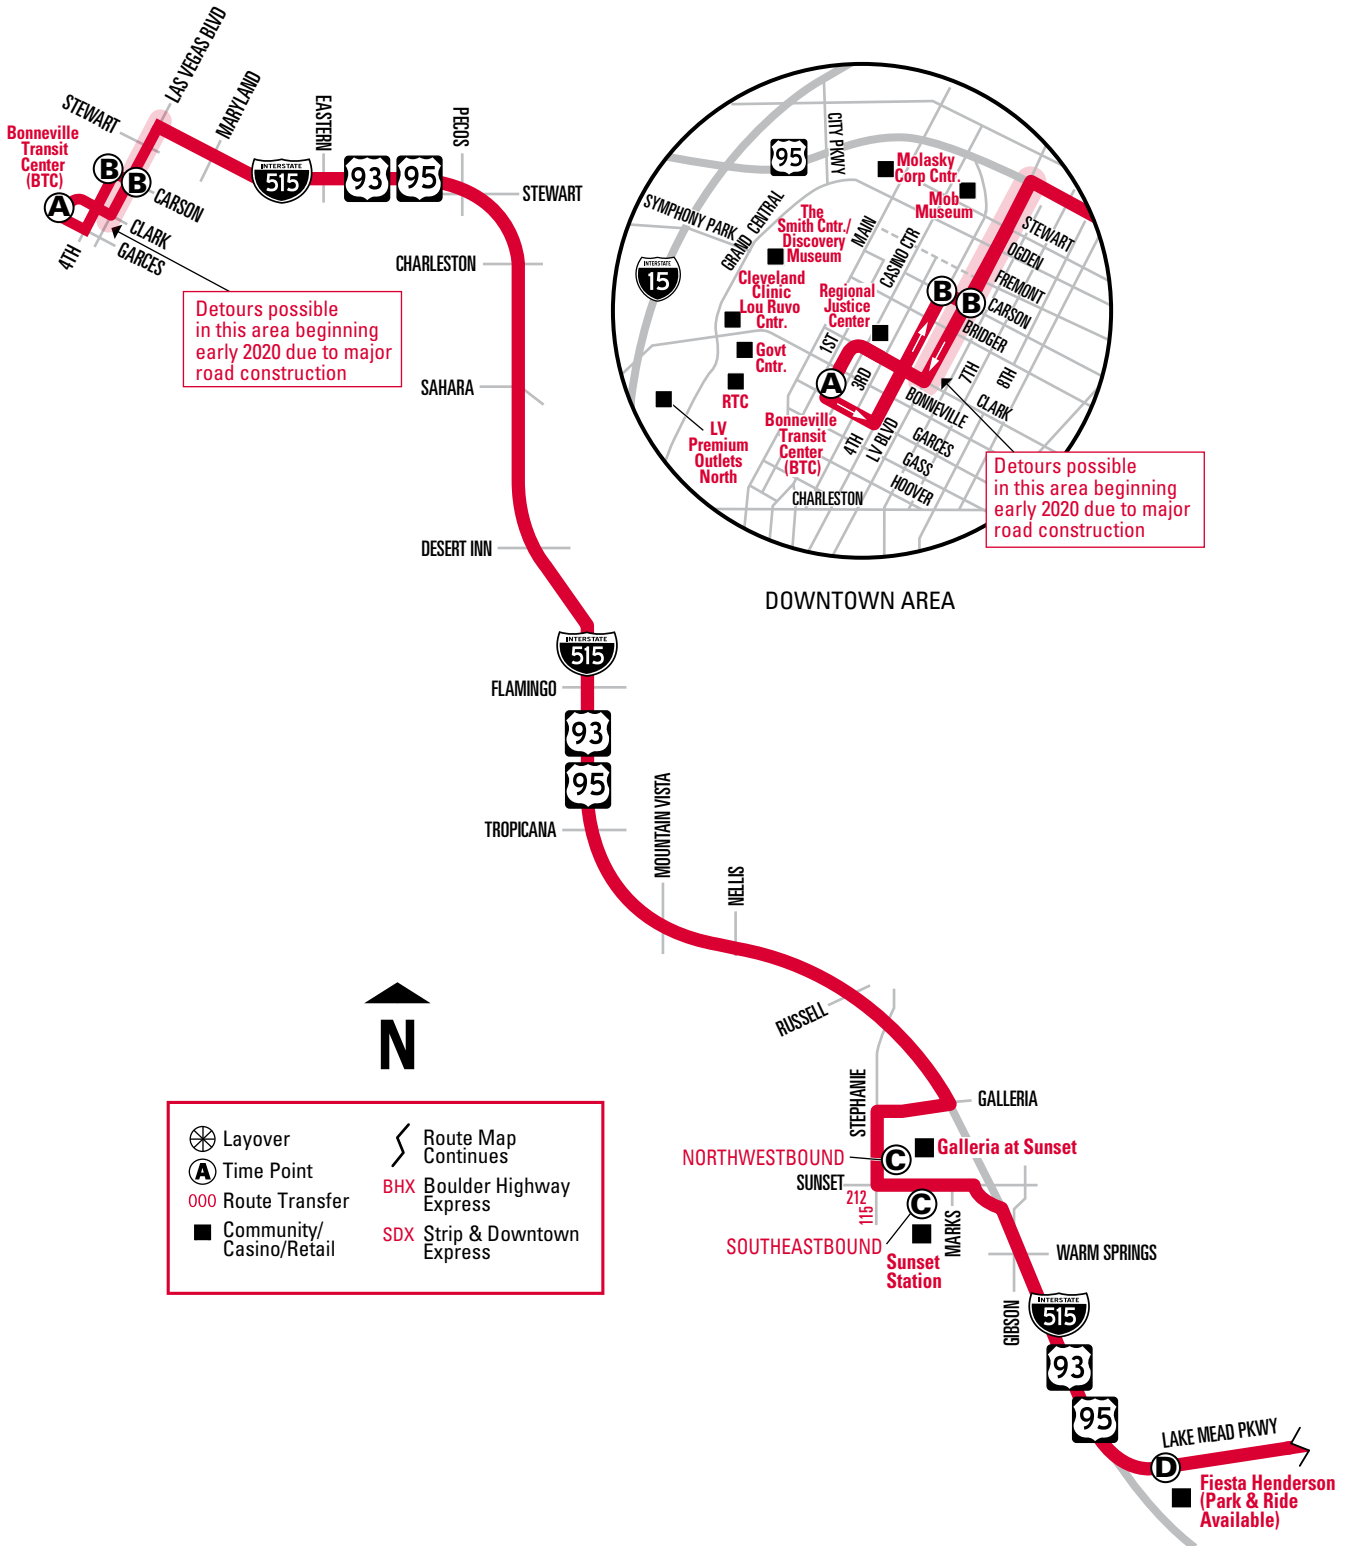 LAS VEGAS BLVD
STEWART
MARYLAND
EASTERN
PECOS
Bonneville
Transit
Center
(BTC)
B
B
A
CARSON
CLARK
GARCES
4TH
INTERSTATE
515
93
95
STEWART
CHARLESTON
Detours possible
in this area beginning
early 2020 due to major
road construction
SAHARA
DESERT INN
INTERSTATE
515
FLAMINGO
93
95
TROPICANA
MOUNTAIN VISTA
NELLIS
RUSSELL
CITY PKWY
95
Molasky
Corp Cntr.
Mob
Museum
SYMPHONY PARK
GRAND CENTRAL
The
Smith Cntr./
Discovery
Museum
MAIN
CASINO CTR
STEWART
OGDEN
FREMONT
CARSON
BRIDGER
INTERSTATE
15
Cleveland
Clinic
Lou Ruvo
Cntr.
Regional
Justice
Center
B
B
1ST
3RD
Govt
Cntr.
RTC
A
7TH
8TH
CLARK
BONNEVILLE
GARCES
GASS
HOOVER
LV
Premium
Outlets
North
Bonneville
Transit
Center
(BTC)
4TH
LV BLVD
CHARLESTON
Detours possible
in this area beginning
early 2020 due to major
road construction
DOWNTOWN AREA
N
Layover
A Time Point
000 Route Transfer
Community/
Casino/Retail
Route Map
Continues
BHX Boulder Highway
Express
SDX Strip & Downtown
Express
STEPHANIE
GALLERIA
NORTHWESTBOUND
C
Galleria at Sunset
SUNSET
212
115
C
MARKS
SOUTHEASTBOUND
Sunset
Station
WARM SPRINGS
GIBSON
INTERSTATE
515
93
95
LAKE MEAD PKWY
D
Fiesta Henderson
(Park & Ride
Available)